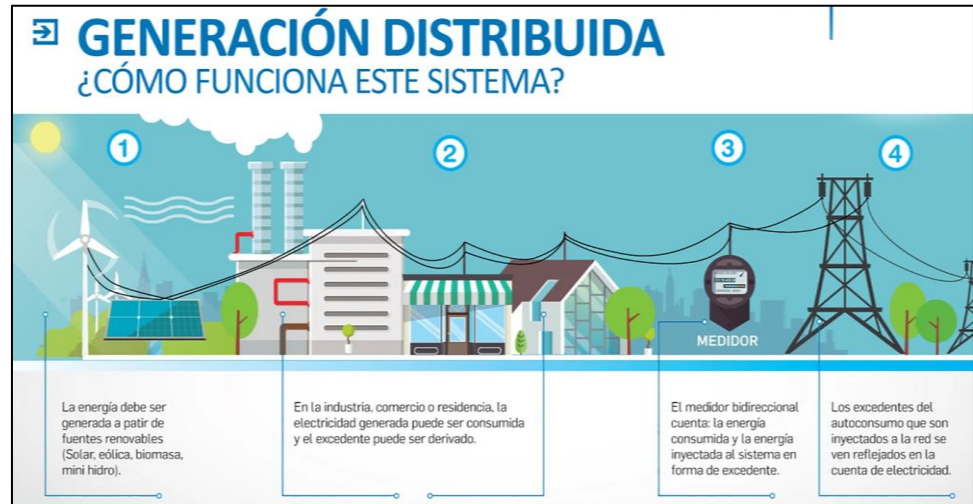 GENERACIÓN DISTRIBUIDA
¿CÓMO FUNCIONA ESTE SISTEMA?
1
2
3
4
MEDIDOR
La energía debe ser
generada a patir de
fuentes renovables
(Solar, eólica, biomasa,
mini hidro).
En la industria, comercio o residencia, la
electricidad generada puede ser consumida
y el excedente puede ser derivado.
El medidor bidireccional
cuenta: la energía
consumida y la energía
inyectada al sistema en
forma de excedente.
Los excedentes del
autoconsumo que son
inyectados a la red se
ven reflejados en la
cuenta de electricidad.